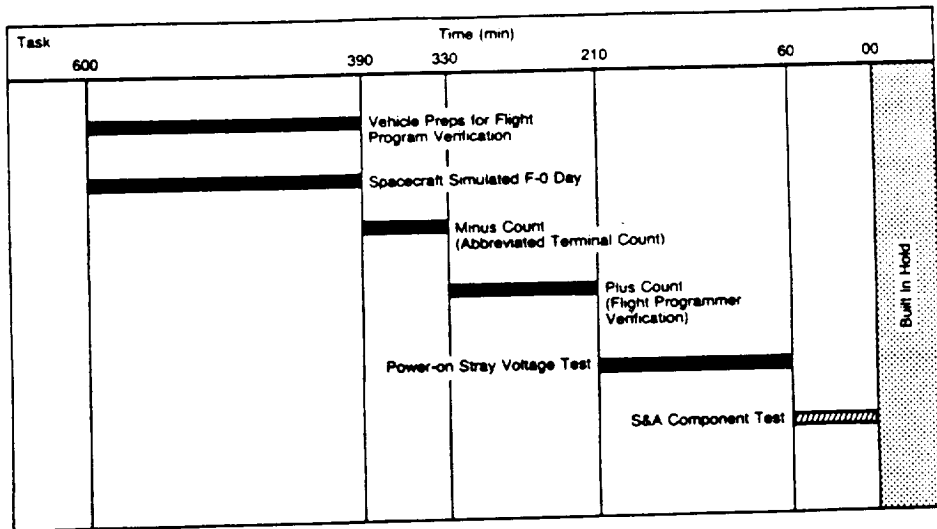 Task
Time (min)
600 390 330 210 60 00
Vehicle Preps for Flight
Program Verification
Spacecraft Simulated F-0 Day
Minus Count
(Abbreviated Terminal Count)
Plus Count
(Flight Programmer
Verification)
Power-on Stray Voltage Test
S&A Component Test
Built In Hold